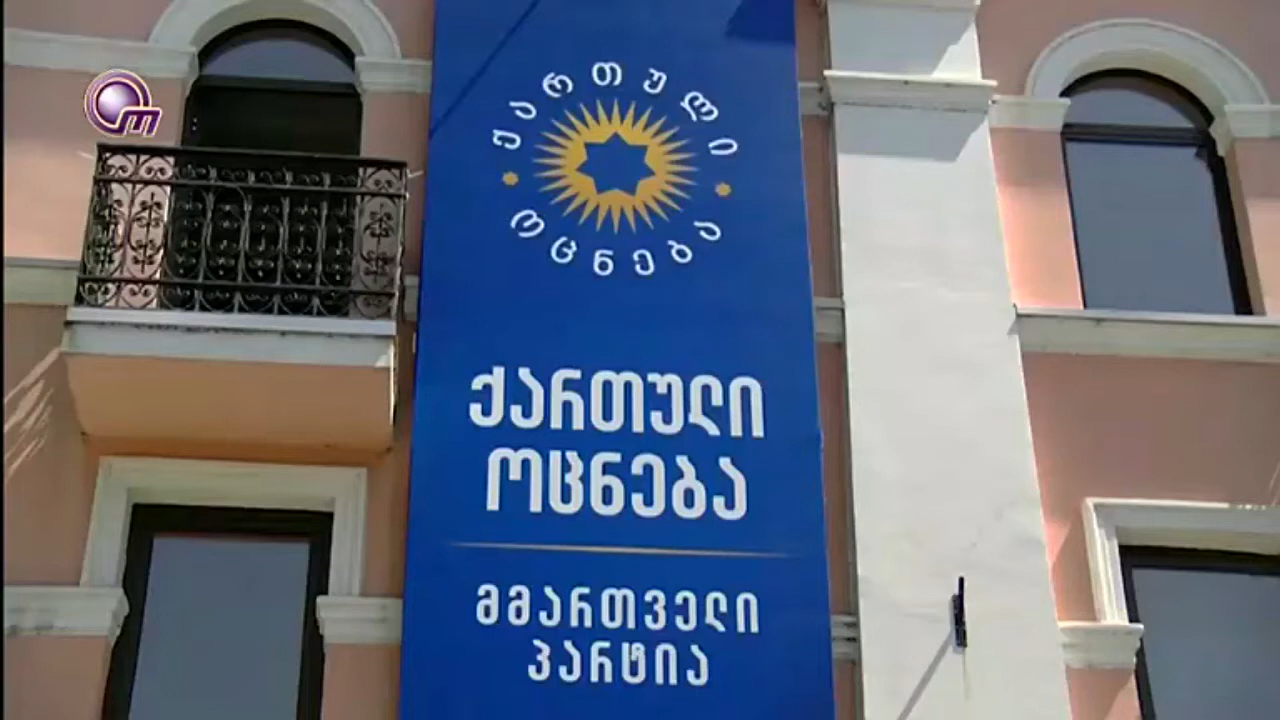 ქართული
ოცნება
ქართული
ოცნება
მმართველი
პარტია